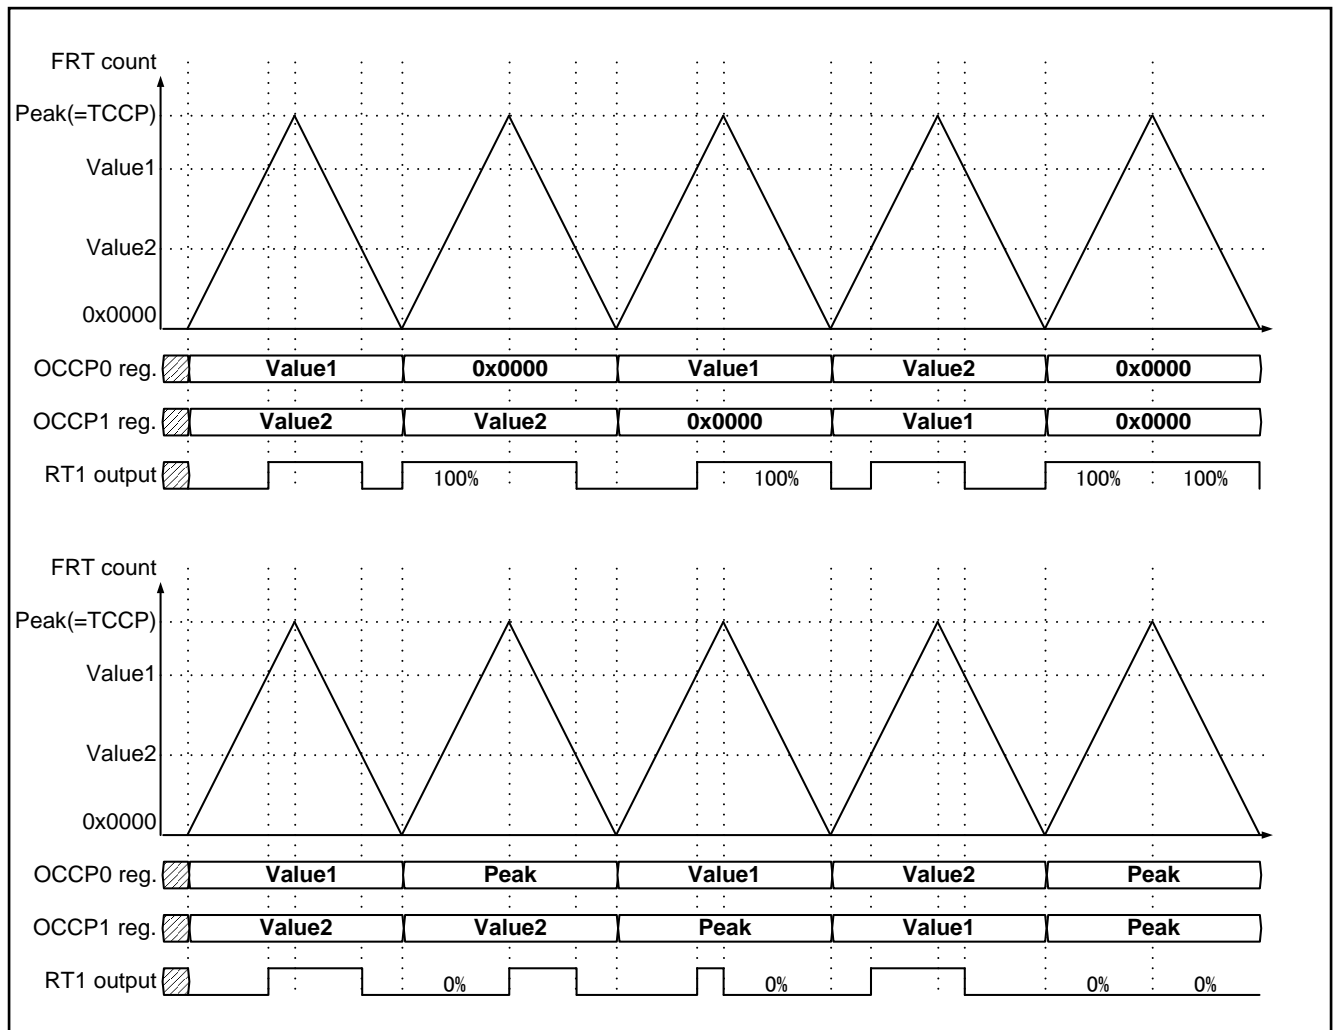 FRT count
Peak(=TCCP)
Value1
Value2
0x0000
OCCP0 reg. Value1 0x0000 Value1 Value2 0x0000
OCCP1 reg. Value2 Value2 0x0000 Value1 0x0000
RT1 output 100% 100% 100% 100%
FRT count
Peak(=TCCP)
Value1
Value2
0x0000
OCCP0 reg. Value1 Peak Value1 Value2 Peak
OCCP1 reg. Value2 Value2 Peak Value1 Peak
RT1 output 0% 0% 0% 0%